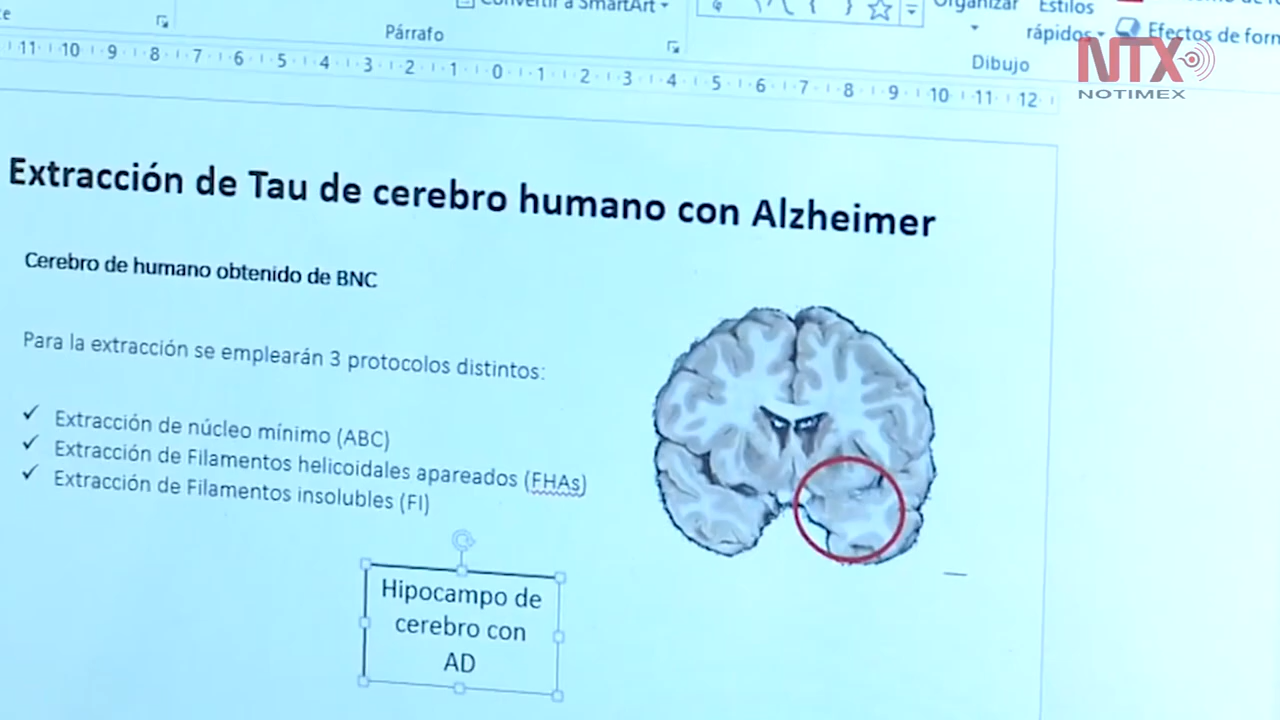 Convertir a SmartArt
Organizar
Estilos
rápidos
Efectos de form
Párrafo
Dibujo
NTX
NOTIMEX
11 10 9 8 7 6 5 4 3 2 1 0 1 2 3 4 5 6 7 8 9 10 11 12
Extracción de Tau de cerebro humano con Alzheimer
Cerebro de humano obtenido de BNC
Para la extracción se emplearán 3 protocolos distintos:
✓ Extracción de núcleo mínimo (ABC)
✓ Extracción de Filamentos helicoidales apareados (FHAs)
✓ Extracción de Filamentos insolubles (FI)
Hipocampo de
cerebro con
AD